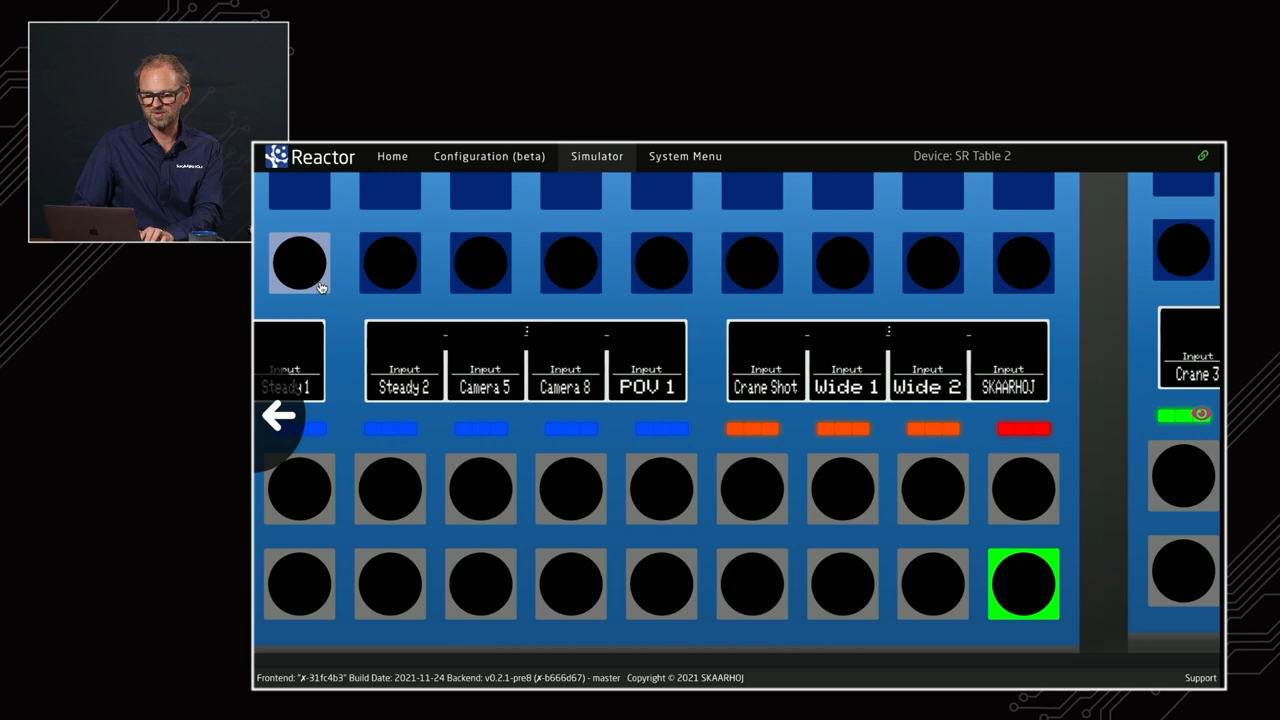 SKAARHOJ
Reactor Home Configuration (beta) Simulator System Menu Device: SR Table 2
Input Input Input Input Input Input Input Input Input Input
Steady 1 Steady 2 Camera 5 Camera 8 POV 1 Crane Shot Wide 1 Wide 2 SKAARHOJ Crane 3
Frontend: "✗-31fc4b3" Build Date: 2021-11-24 Backend: v0.2.1-pre8 (✗-b666d67) - master Copyright © 2021 SKAARHOJ Support